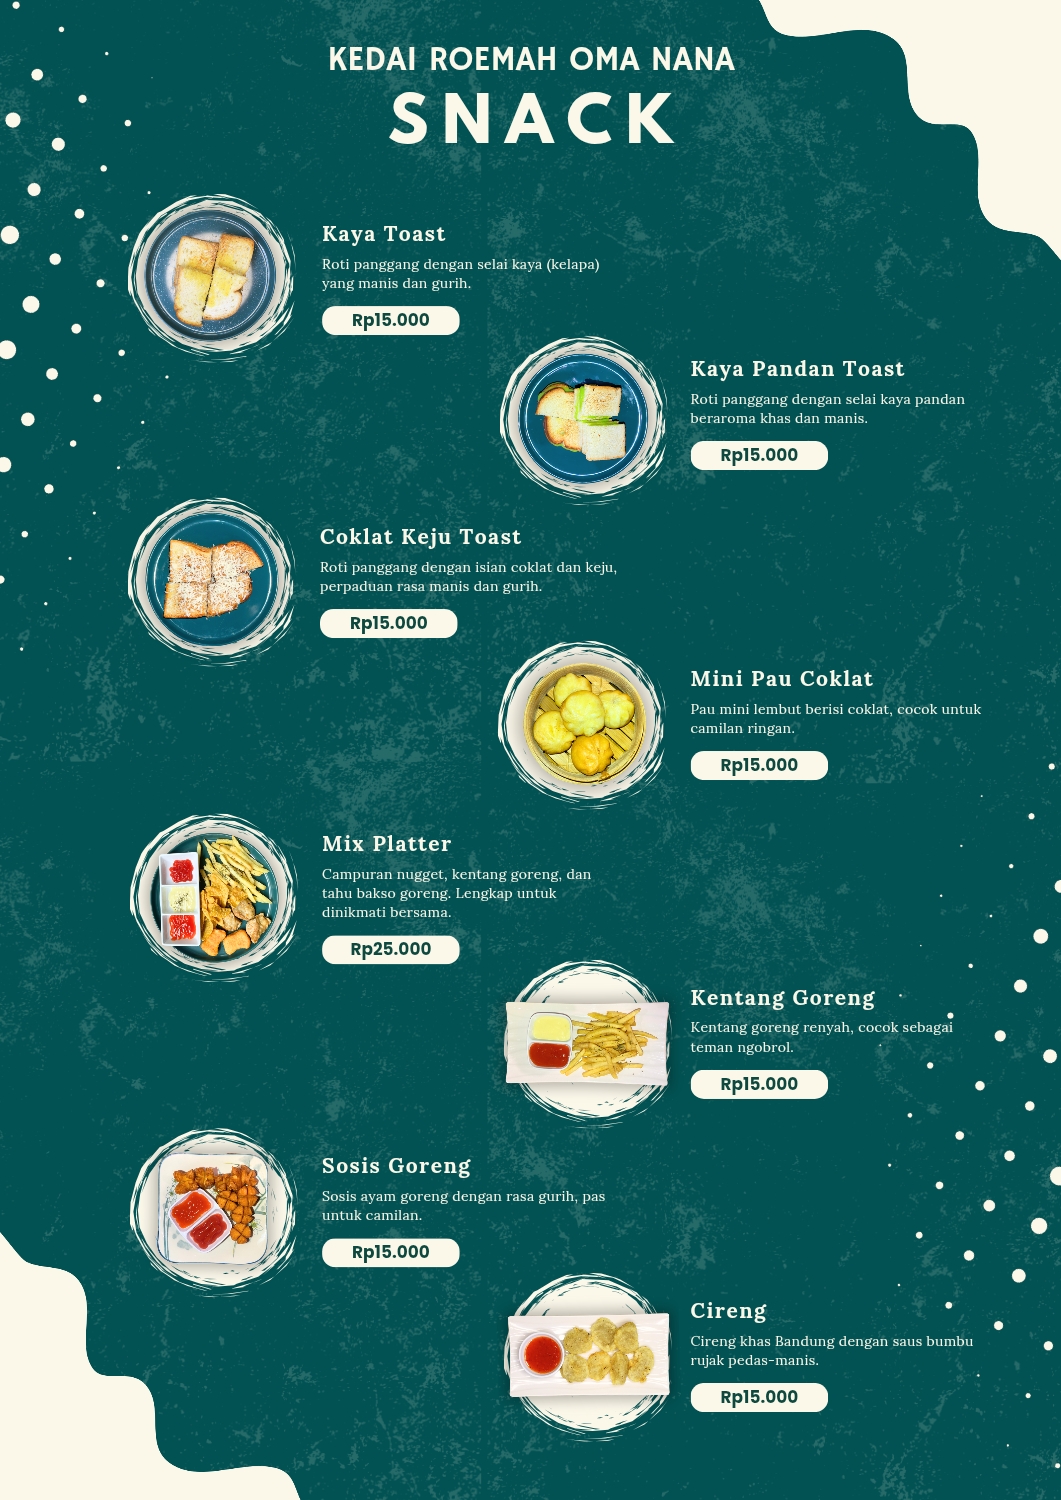 KEDAI ROEMAH OMA NANA
SNACK
Kaya Toast
Roti panggang dengan selai kaya (kelapa)
yang manis dan gurih.
Rp15.000
Kaya Pandan Toast
Roti panggang dengan selai kaya pandan
beraroma khas dan manis.
Rp15.000
Coklat Keju Toast
Roti panggang dengan isian coklat dan keju,
perpaduan rasa manis dan gurih.
Rp15.000
Mini Pau Coklat
Pau mini lembut berisi coklat, cocok untuk
camilan ringan.
Rp15.000
Mix Platter
Campuran nugget, kentang goreng, dan
tahu bakso goreng. Lengkap untuk
dinikmati bersama.
Rp25.000
Kentang Goreng
Kentang goreng renyah, cocok sebagai
teman ngobrol.
Rp15.000
Sosis Goreng
Sosis ayam goreng dengan rasa gurih, pas
untuk camilan.
Rp15.000
Cireng
Cireng khas Bandung dengan saus bumbu
rujak pedas-manis.
Rp15.000